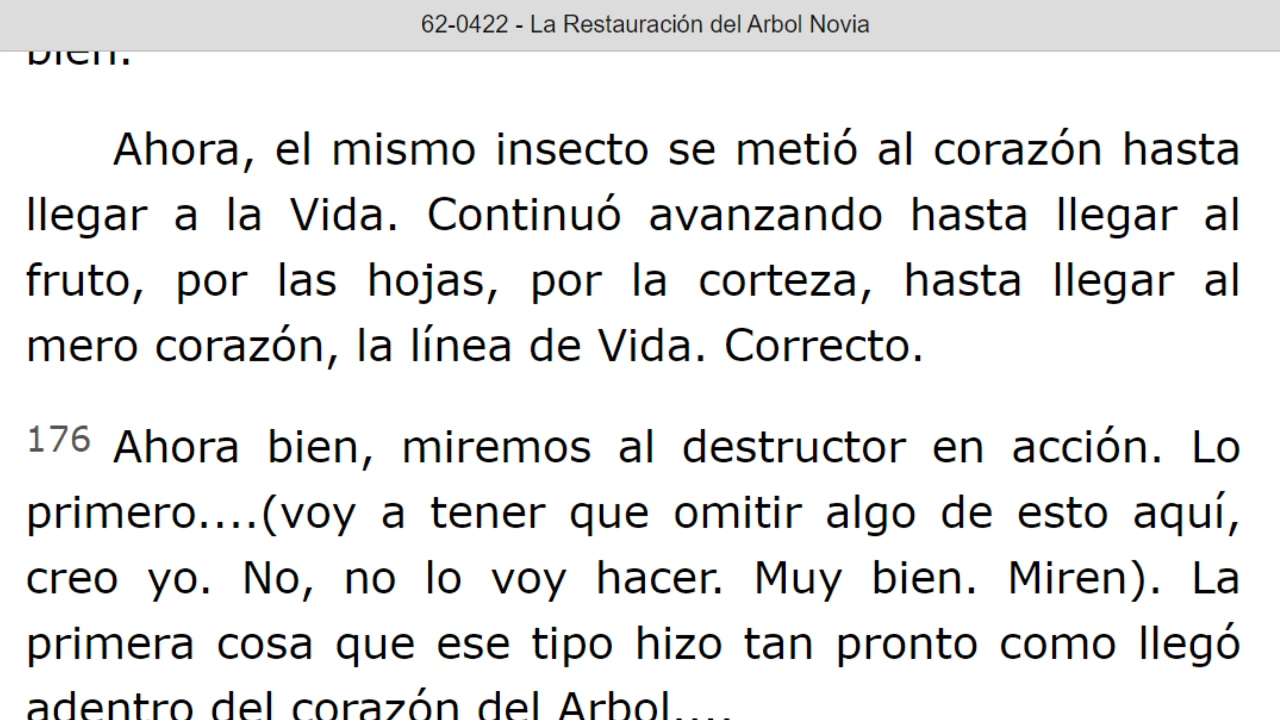 62-0422 - La Restauración del Arbol Novia
bien.
Ahora, el mismo insecto se metió al corazón hasta
llegar a la Vida. Continuó avanzando hasta llegar al
fruto, por las hojas, por la corteza, hasta llegar al
mero corazón, la línea de Vida. Correcto.
176 Ahora bien, miremos al destructor en acción. Lo
primero....(voy a tener que omitir algo de esto aquí,
creo yo. No, no lo voy hacer. Muy bien. Miren). La
primera cosa que ese tipo hizo tan pronto como llegó
adentro del corazón del Arbol....